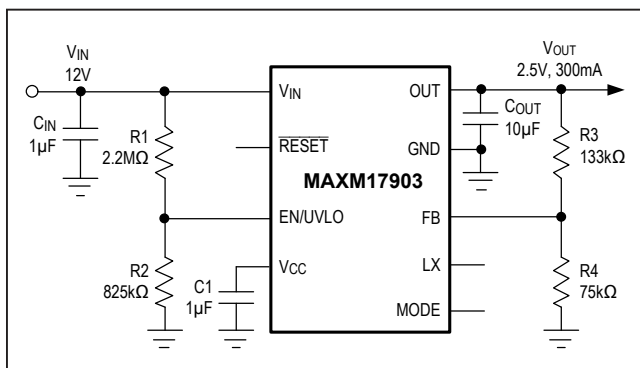 VIN
12V
VOUT
2.5V, 300mA
VIN
OUT
CIN
1µF
R1
2.2MΩ
COUT
10µF
R3
133kΩ
RESET
GND
MAXM17903
EN/UVLO
FB
R2
825kΩ
C1
1µF
VCC
LX
R4
75kΩ
MODE